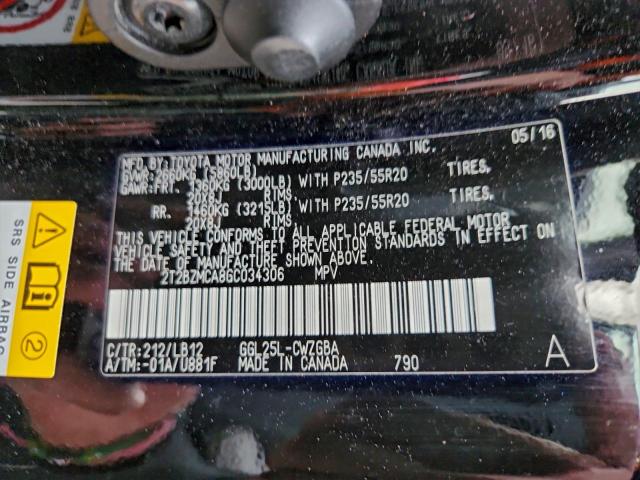 05/16
MFD. BY: TOYOTA MOTOR MANUFACTURING CANADA INC.
GVWR: 2660KG (5860LB)
GAWR: FRT. 1360KG (3000LB) WITH P235/55R20 TIRES,
20X8J RIMS
RR. 1460KG (3215LB) WITH P235/55R20 TIRES,
20X8J RIMS
THIS VEHICLE CONFORMS TO ALL APPLICABLE FEDERAL MOTOR
VEHICLE SAFETY AND THEFT PREVENTION STANDARDS IN EFFECT ON
THE DATE OF MANUFACTURE SHOWN ABOVE.
2T2BZMCA8GC034306 MPV
C/TR: 212/LB12 GGL25L-CWZGBA
A/TM: -01A/U881F MADE IN CANADA 790 A
SRS SIDE AIRBAG
2